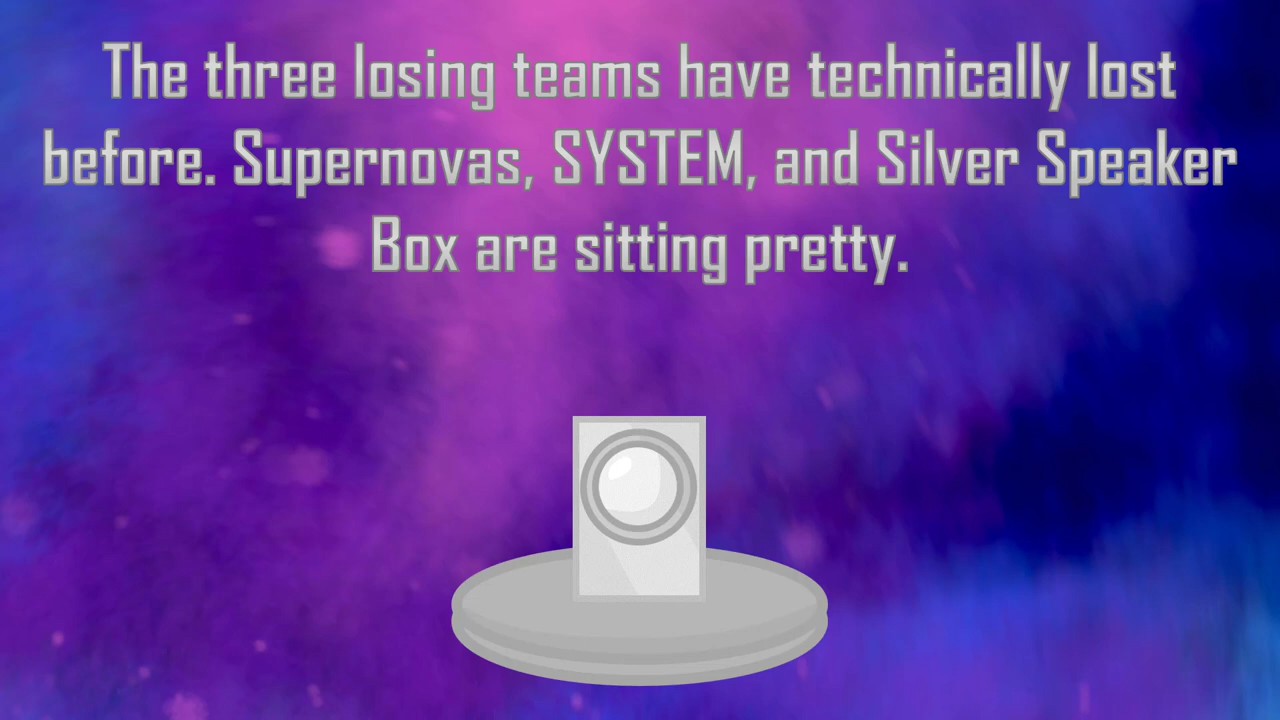 The three losing teams have technically lost
before. Supernovas, SYSTEM, and Silver Speaker
Box are sitting pretty.